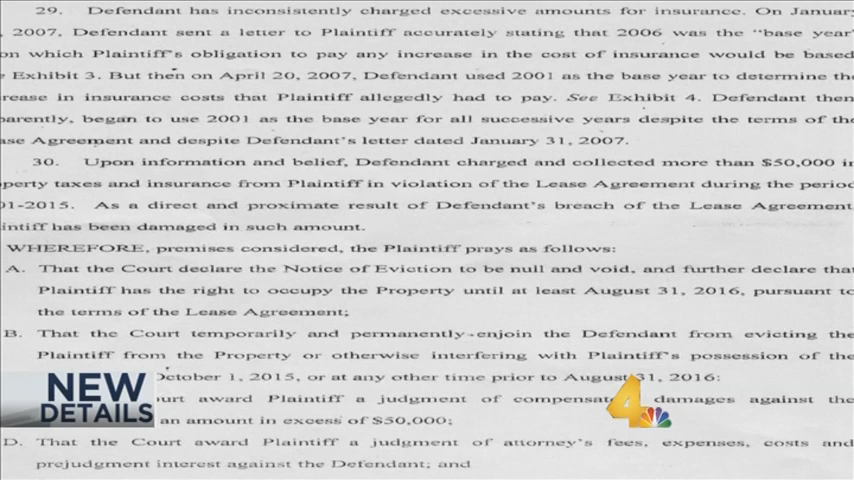 29. Defendant has inconsistently charged excessive amounts for insurance. On January
, 2007, Defendant sent a letter to Plaintiff accurately stating that 2006 was the "base year"
on which Plaintiff's obligation to pay any increase in the cost of insurance would be based
Exhibit 3. But then on April 20, 2007, Defendant used 2001 as the base year to determine the
rease in insurance costs that Plaintiff allegedly had to pay. See Exhibit 4. Defendant then
parently, began to use 2001 as the base year for all successive years despite the terms of the
ase Agreement and despite Defendant's letter dated January 31, 2007.
30. Upon information and belief, Defendant charged and collected more than $50,000 in
operty taxes and insurance from Plaintiff in violation of the Lease Agreement during the period
01-2015. As a direct and proximate result of Defendant's breach of the Lease Agreement
intiff has been damaged in such amount.
WHEREFORE, premises considered, the Plaintiff prays as follows:
A. That the Court declare the Notice of Eviction to be null and void, and further declare that
Plaintiff has the right to occupy the Property until at least August 31, 2016, pursuant to
the terms of the Lease Agreement;
B. That the Court temporarily and permanently enjoin the Defendant from evicting the
Plaintiff from the Property or otherwise interfering with Plaintiff's possession of the
October 1, 2015, or at any other time prior to August 31, 2016:
urt award Plaintiff a judgment of compensat damages against the
an amount in excess of $50,000;
D. That the Court award Plaintiff a judgment of attorney's fees, expenses, costs and
prejudgment interest against the Defendant; and
NEW
DETAILS
4